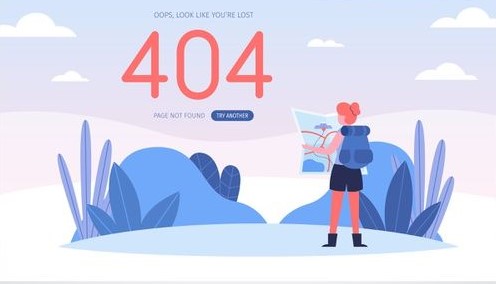 OOPS, LOOK LIKE YOU'RE LOST
404
PAGE NOT FOUND TRY ANOTHER